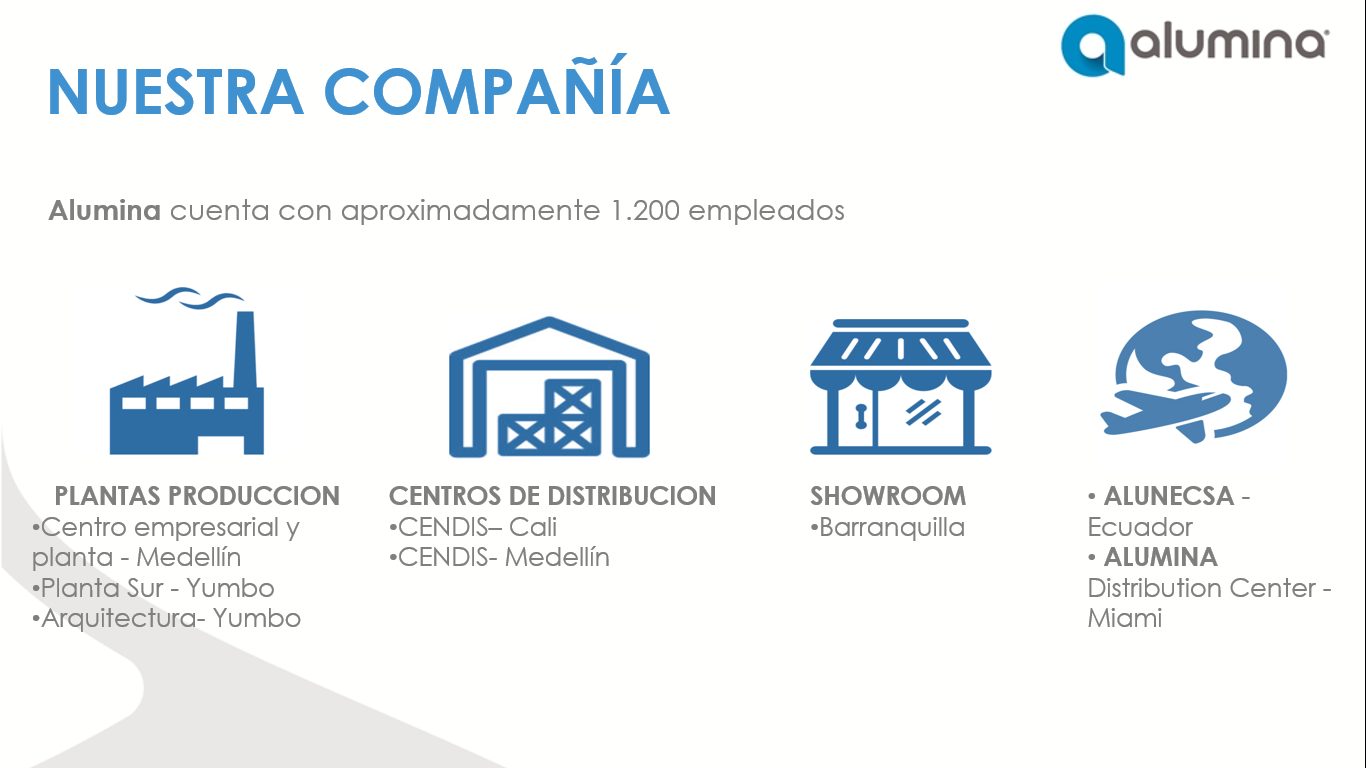 alumina
NUESTRA COMPAÑÍA
Alumina cuenta con aproximadamente 1.200 empleados
PLANTAS PRODUCCION
•Centro empresarial y
planta - Medellín
•Planta Sur - Yumbo
•Arquitectura- Yumbo
CENTROS DE DISTRIBUCION
•CENDIS– Cali
•CENDIS- Medellín
SHOWROOM
•Barranquilla
• ALUNECSA -
Ecuador
• ALUMINA
Distribution Center -
Miami